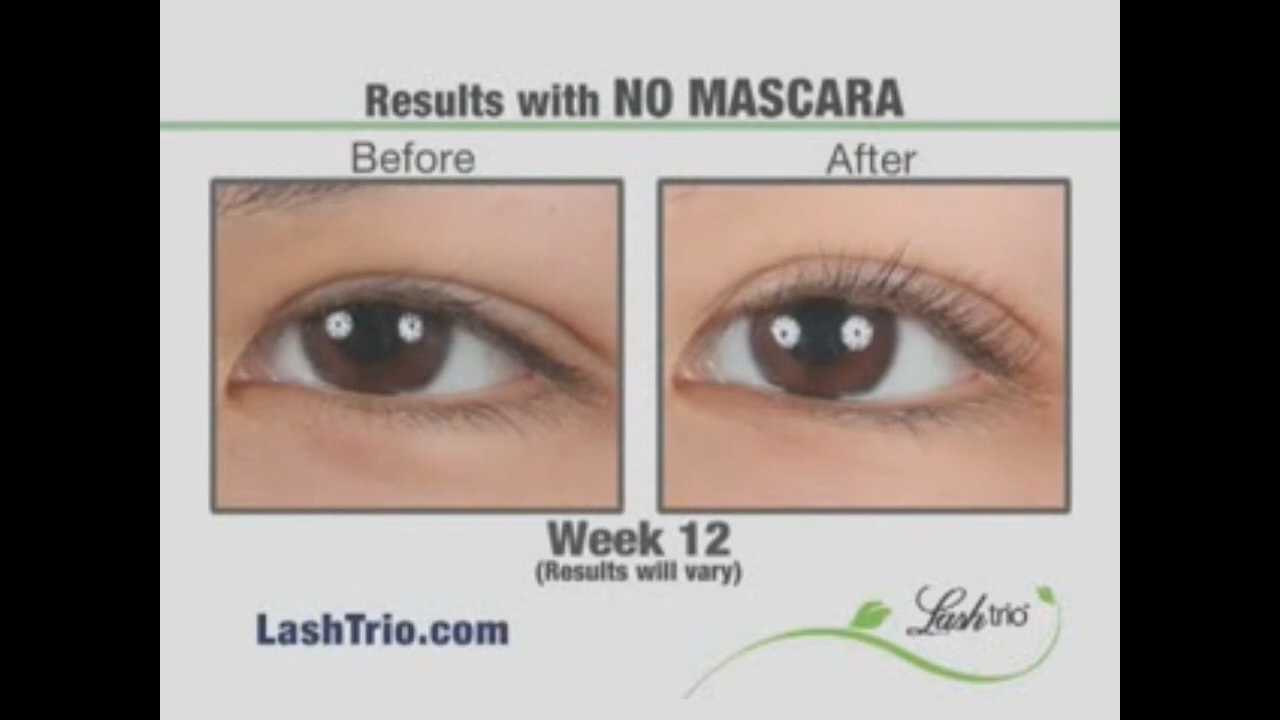 Results with NO MASCARA
Before
After
Week 12
(Results will vary)
LashTrio.com
Lash trio